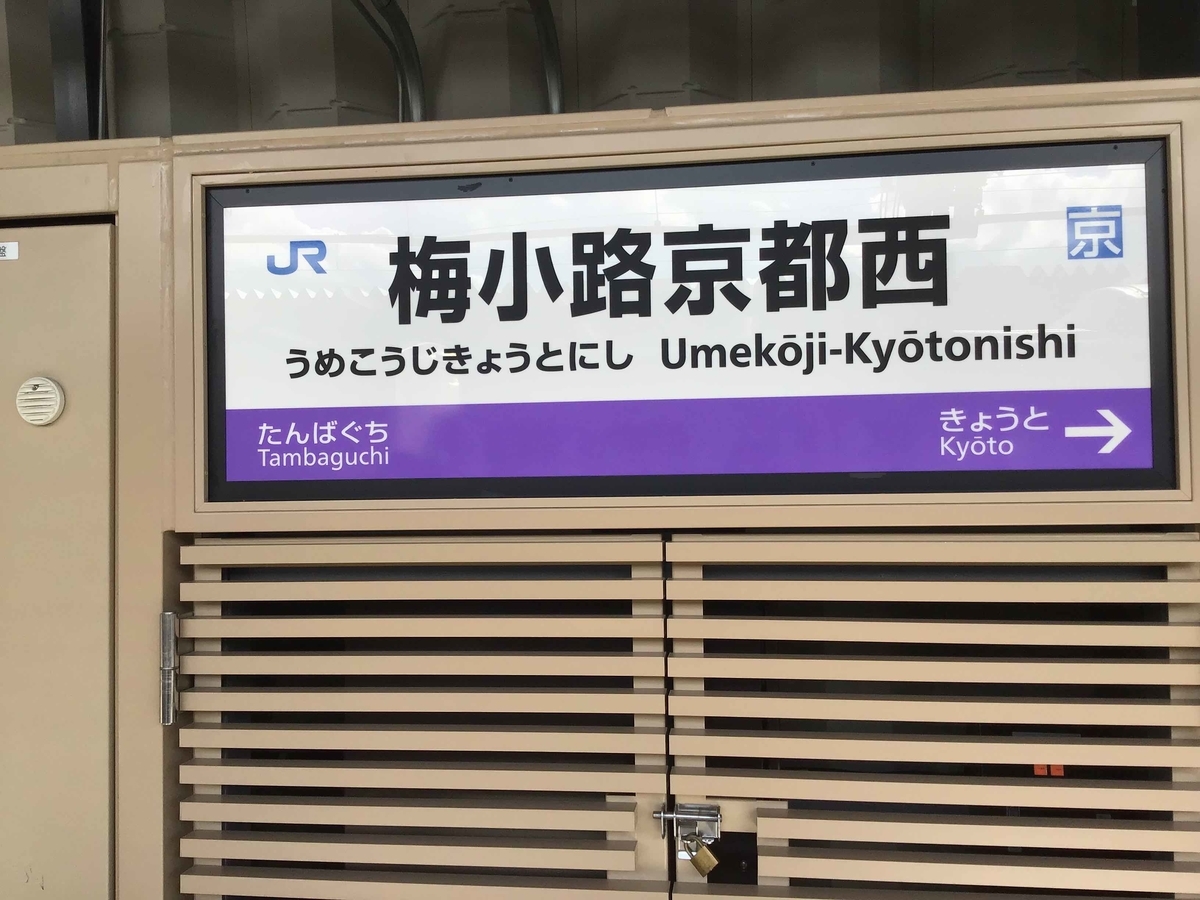 JR
梅小路京都西
京
うめこうじきょうとにし Umekōji-Kyōtonishi
たんばぐち
Tambaguchi
きょうと
Kyōto
盤